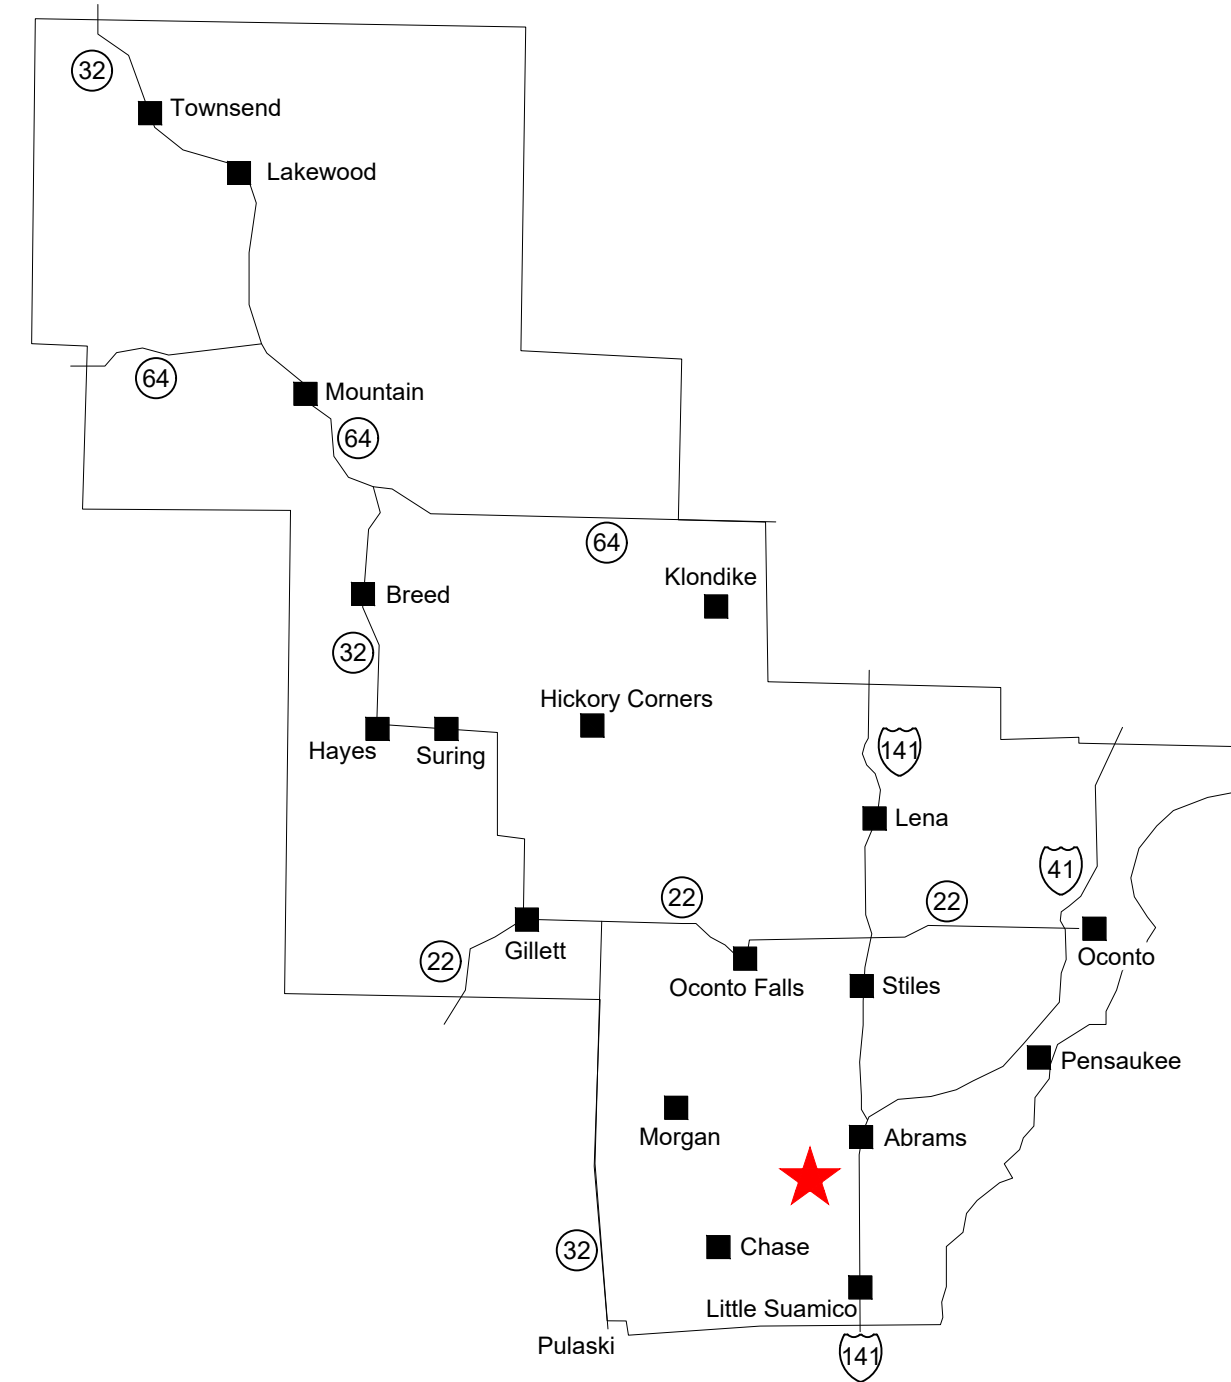 32
Townsend
Lakewood
64
Mountain
64
64
Klondike
Breed
32
Hickory Corners
Hayes
Suring
141
Lena
41
22
22
Gillett
22
Oconto
Oconto Falls
Stiles
Pensaukee
Morgan
Abrams
Chase
32
Little Suamico
Pulaski
141